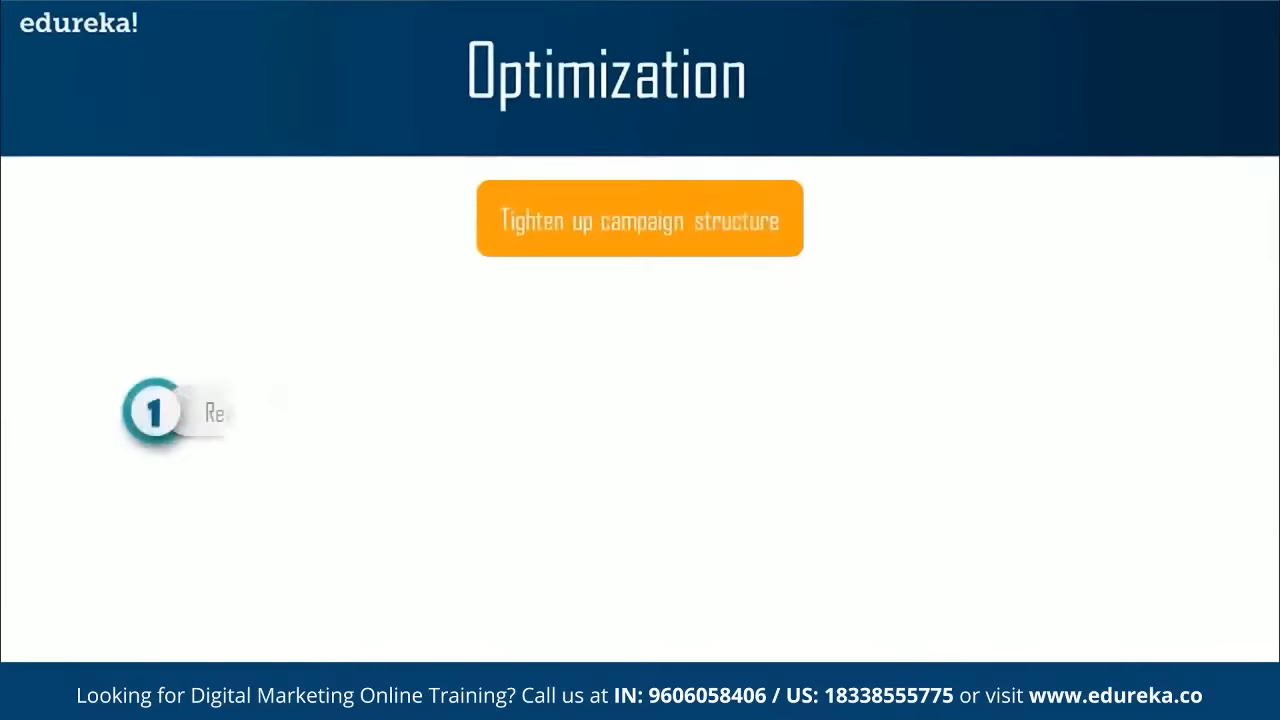 edureka!
Optimization
Tighten up campaign structure
1 Re
Looking for Digital Marketing Online Training? Call us at IN: 9606058406 / US: 18338555775 or visit www.edureka.co